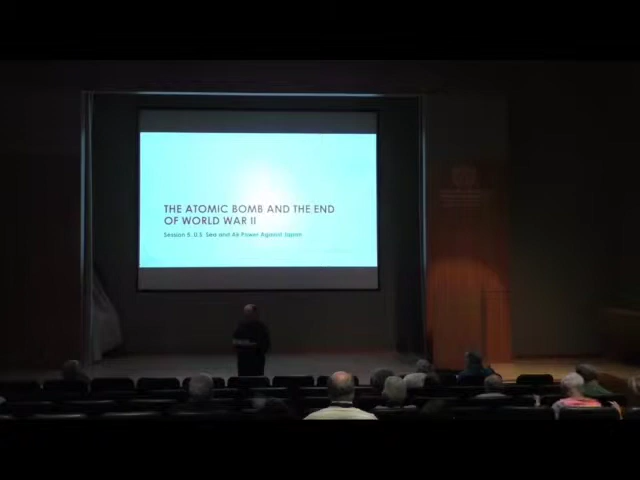 THE ATOMIC BOMB AND THE END
OF WORLD WAR II
Session 5: U.S. Sea and Air Power Against Japan